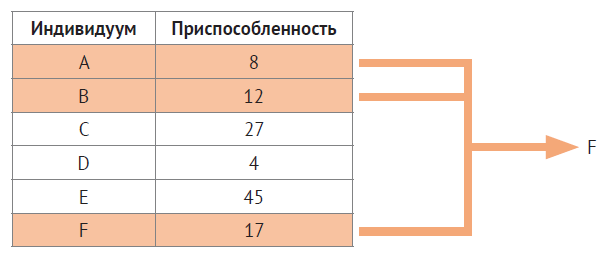 Индивидуум Приспособленность
A 8
B 12
C 27
D 4
E 45
F 17
F